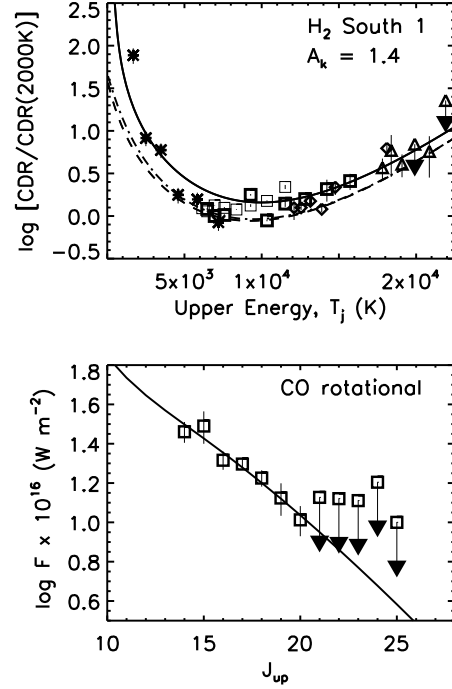 2.5
2.0
1.5
1.0
0.5
0.0
−0.5
log [CDR/CDR(2000K)]
H₂ South 1
Aₖ = 1.4
5x10³ 1x10⁴ 2x10⁴
Upper Energy, Tⱼ (K)
1.8
1.6
1.4
1.2
1.0
0.8
0.6
log F x 10¹⁶ (W m⁻²)
CO rotational
10 15 20 25
J_up